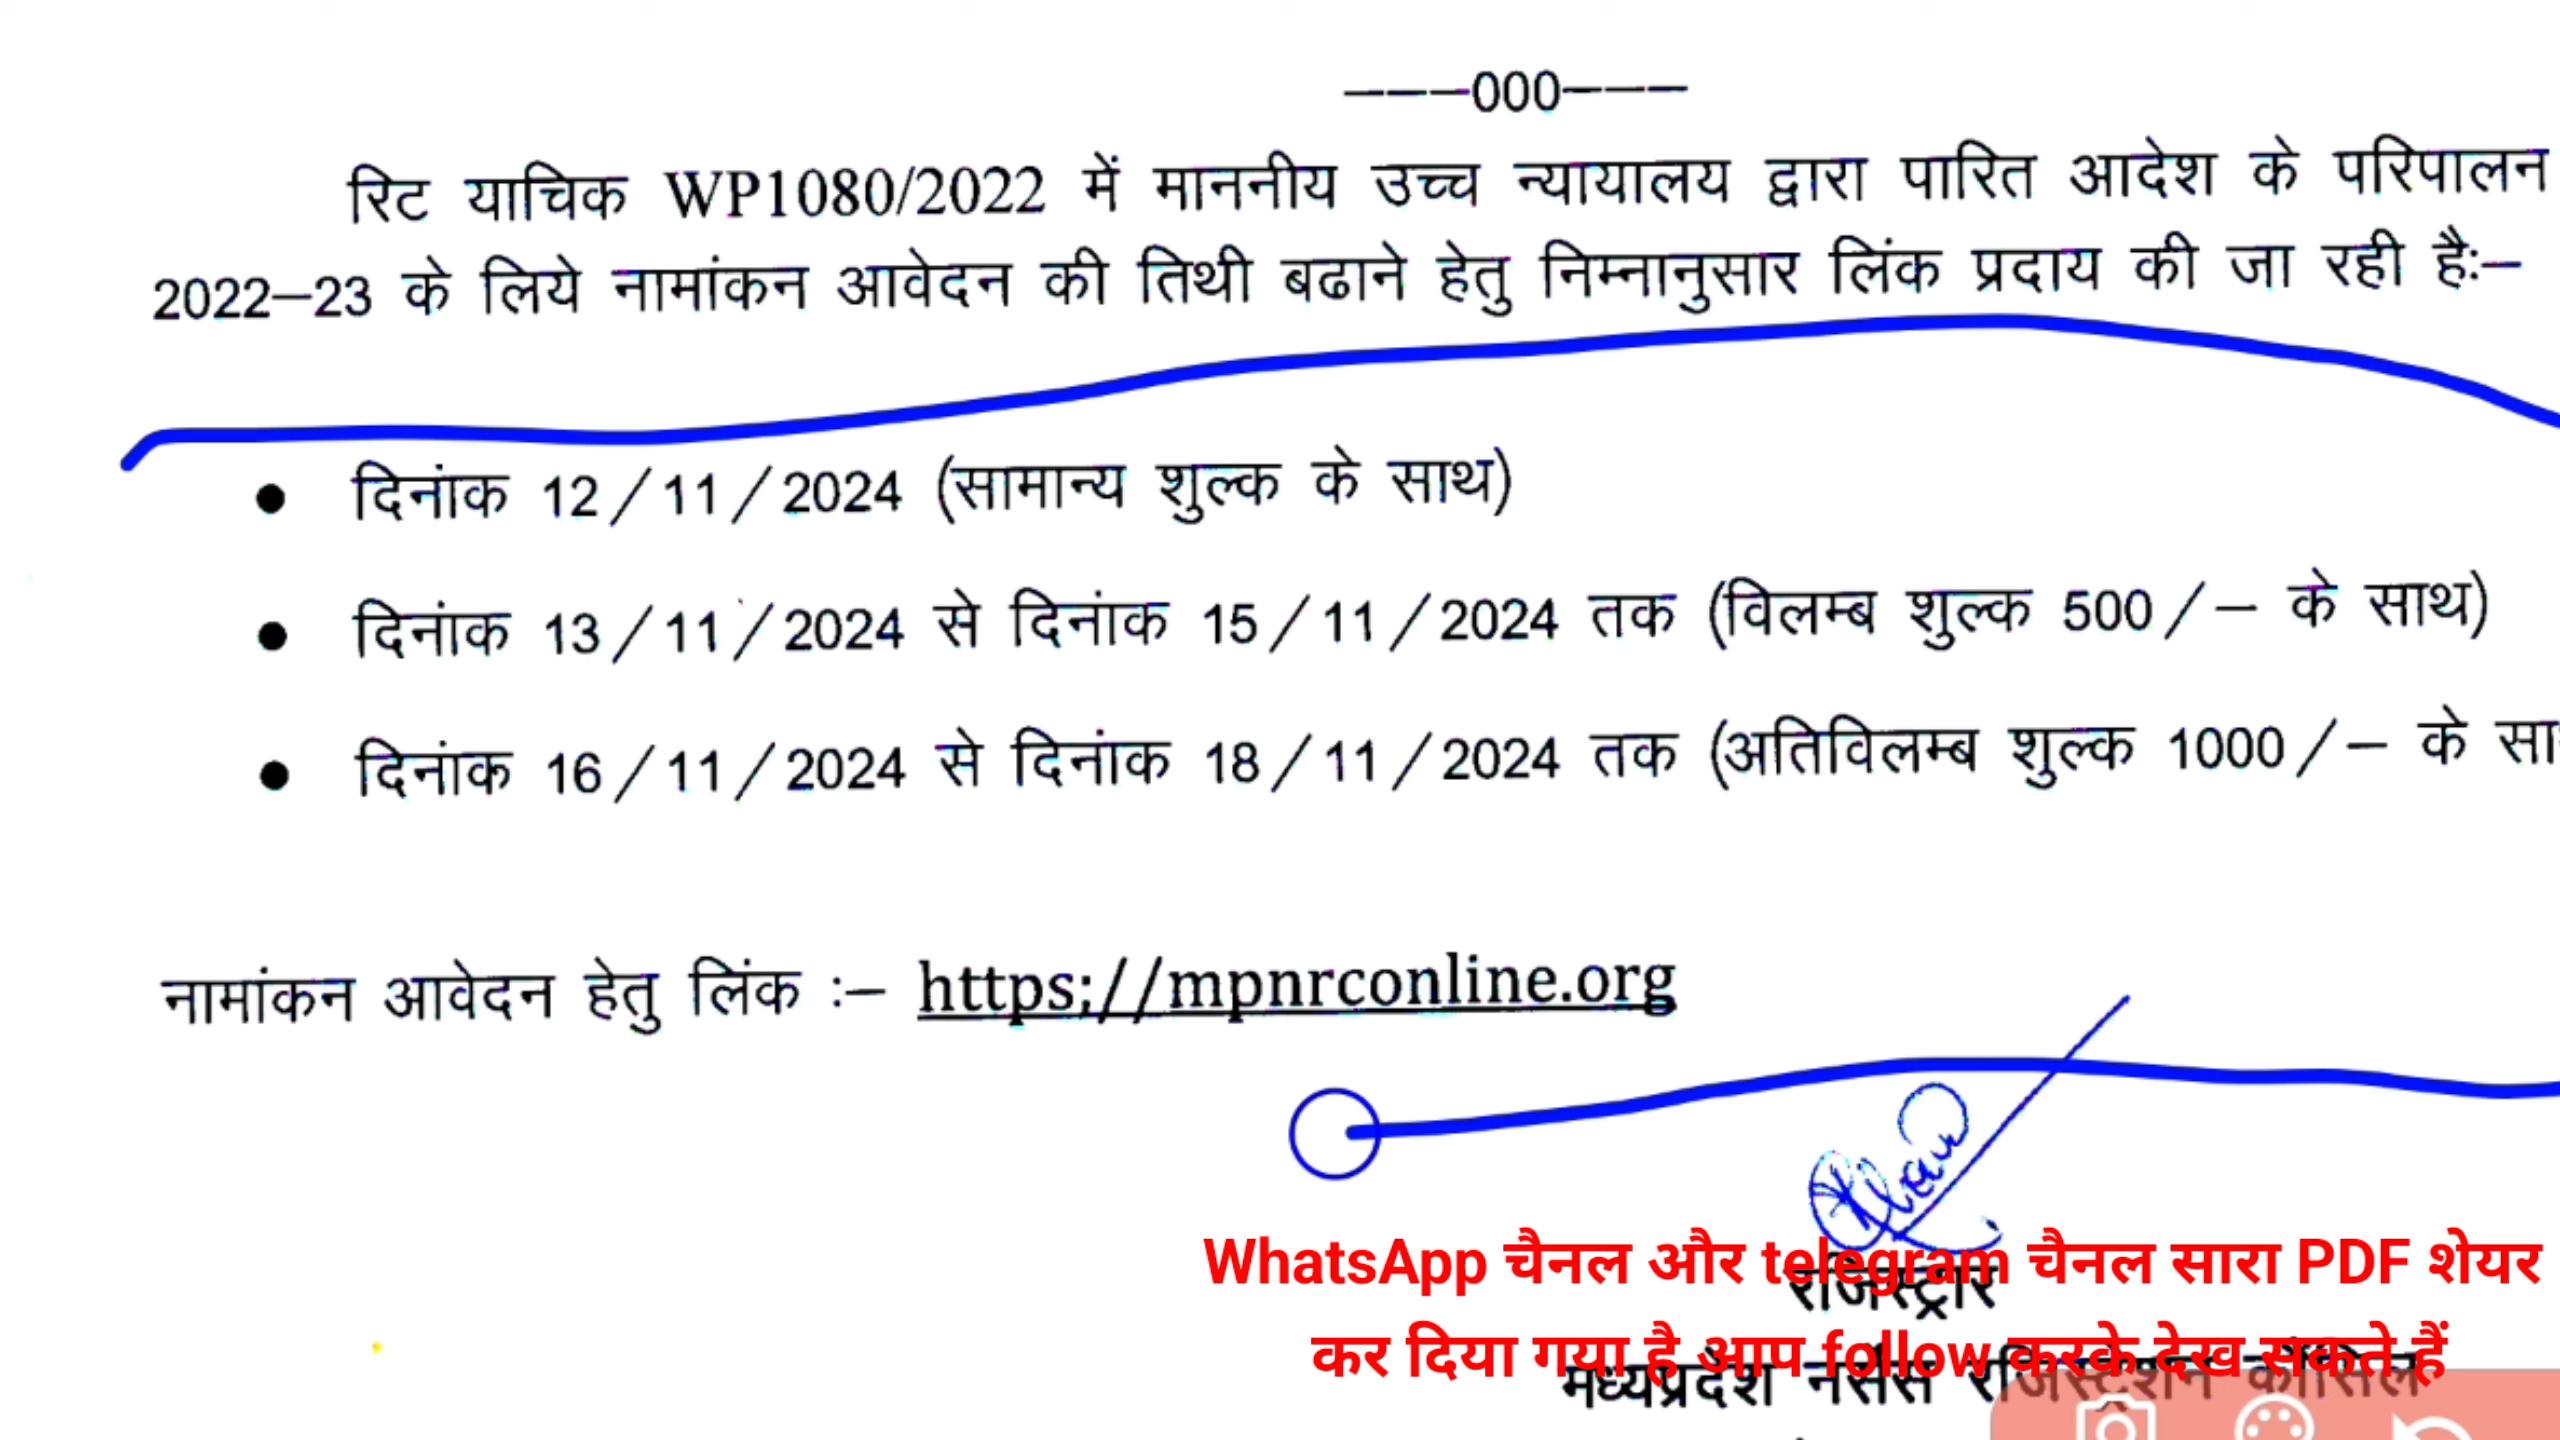 ———000———
रिट याचिक WP1080/2022 में माननीय उच्च न्यायालय द्वारा पारित आदेश के परिपालन
2022–23 के लिये नामांकन आवेदन की तिथी बढाने हेतु निम्नानुसार लिंक प्रदाय की जा रही हैः–
● दिनांक 12/11/2024 (सामान्य शुल्क के साथ)
● दिनांक 13/11/2024 से दिनांक 15/11/2024 तक (विलम्ब शुल्क 500/– के साथ)
● दिनांक 16/11/2024 से दिनांक 18/11/2024 तक (अतिविलम्ब शुल्क 1000/– के
नामांकन आवेदन हेतु लिंक :– https;//mpnrconline.org
WhatsApp चैनल और telegram चैनल सारा PDF शेयर
रजिस्ट्रार
कर दिया गया है आप follow करके देख सकते हैं
मध्यप्रदेश नर्सेस रजिस्ट्रेशन कौंसिल